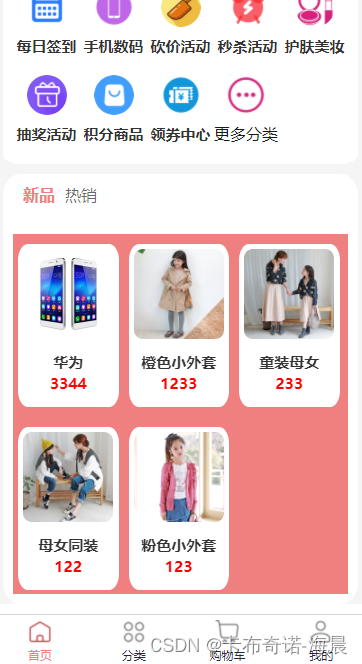 每日签到 手机数码 砍价活动 秒杀活动 护肤美妆
抽奖活动 积分商品 领券中心 更多分类
新品 热销
华为 橙色小外套 童装母女
3344 1233 233
母女同装 粉色小外套
122 123
首页 分类 购物车 我的
CSDN @卡布奇诺-海晨